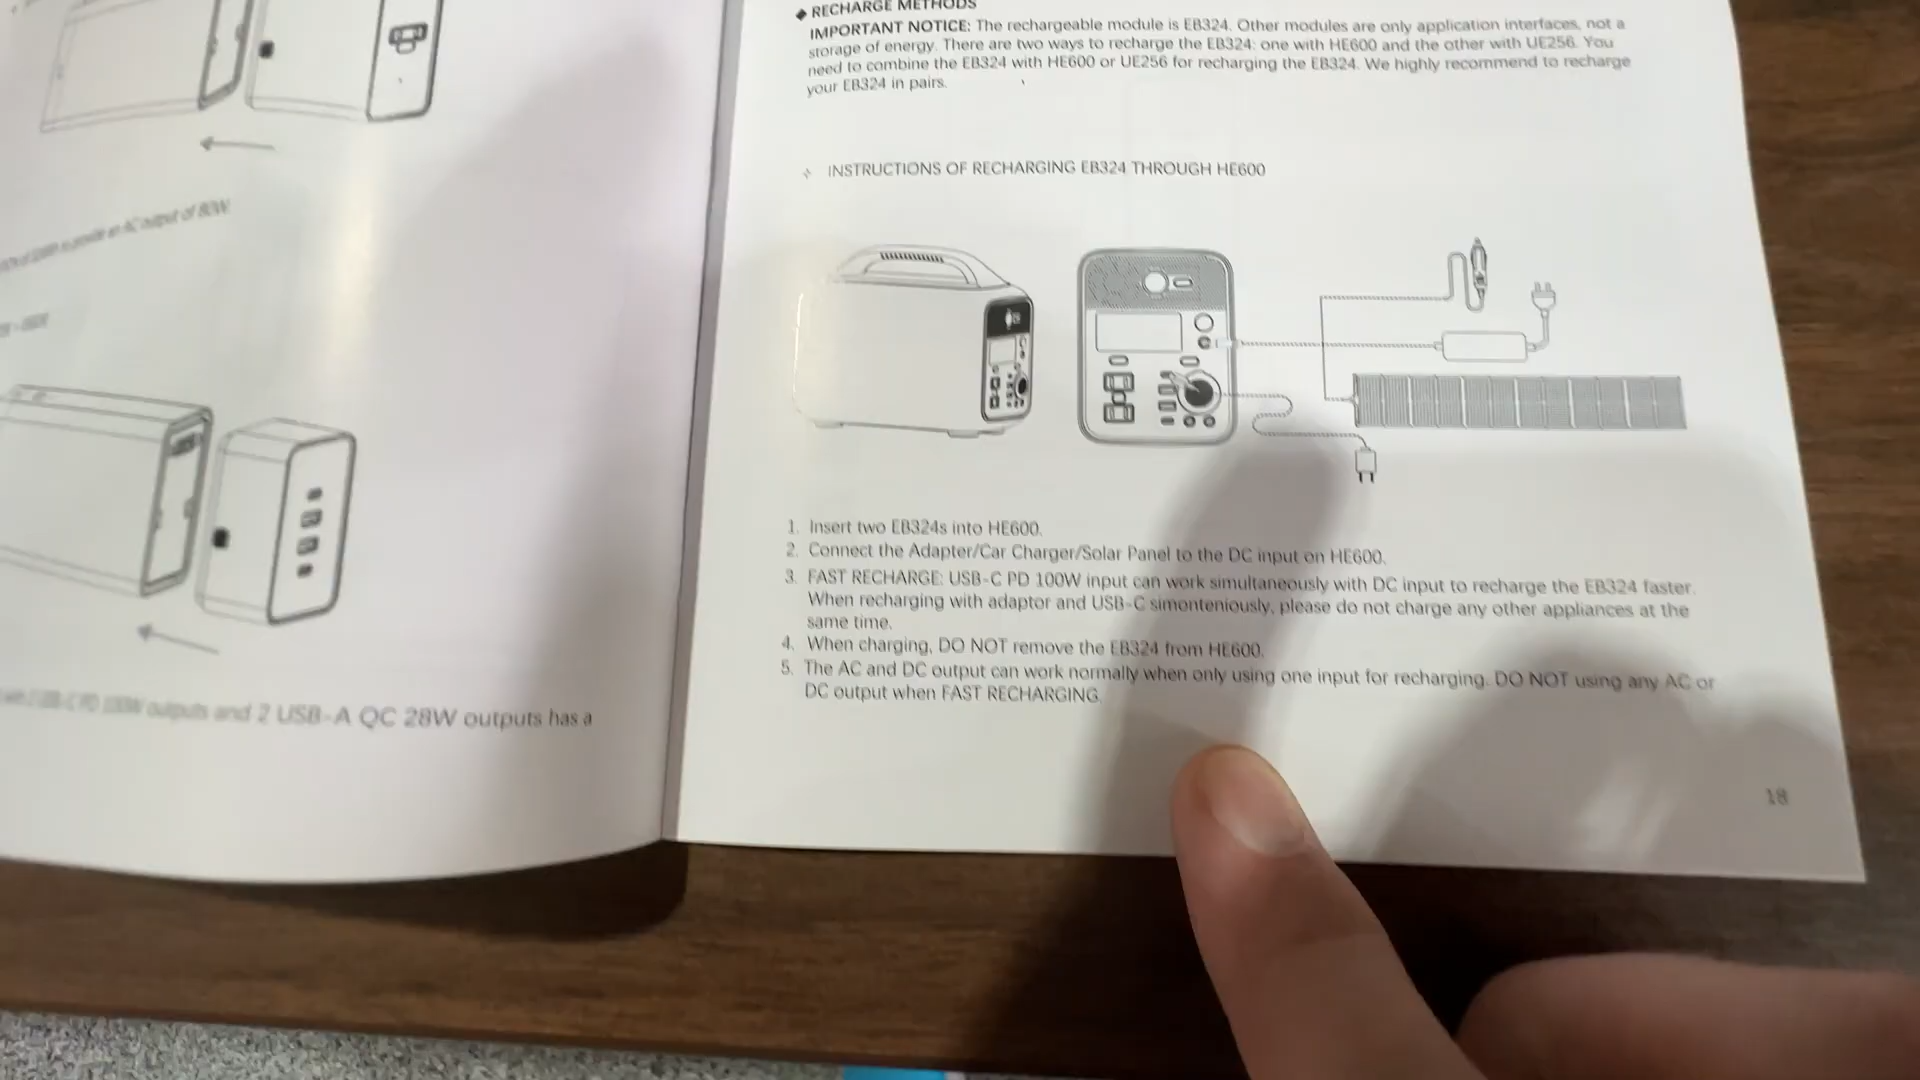 AC output of 80W.
outputs and 2 USB-A QC 28W outputs has a
◆ RECHARGE METHODS
IMPORTANT NOTICE: The rechargeable module is EB324. Other modules are only application interfaces, not a
storage of energy. There are two ways to recharge the EB324: one with HE600 and the other with UE256. You
need to combine the EB324 with HE600 or UE256 for recharging the EB324. We highly recommend to recharge
your EB324 in pairs.
✧ INSTRUCTIONS OF RECHARGING EB324 THROUGH HE600
1. Insert two EB324s into HE600.
2. Connect the Adapter/Car Charger/Solar Panel to the DC input on HE600.
3. FAST RECHARGE: USB-C PD 100W input can work simultaneously with DC input to recharge the EB324 faster.
When recharging with adaptor and USB-C simonteniously, please do not charge any other appliances at the
same time.
4. When charging, DO NOT remove the EB324 from HE600.
5. The AC and DC output can work normally when only using one input for recharging. DO NOT using any AC or
DC output when FAST RECHARGING.
18